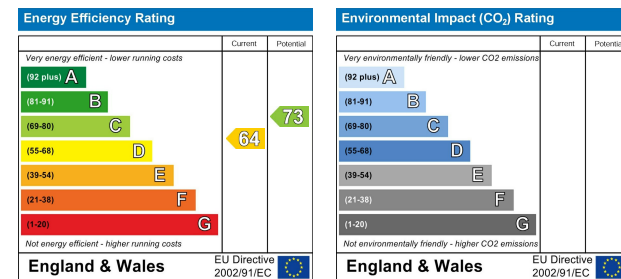 Energy Efficiency Rating
Current Potential
Very energy efficient - lower running costs
(92 plus) A
(81-91) B
(69-80) C
73
(55-68) D
64
(39-54) E
(21-38) F
(1-20) G
Not energy efficient - higher running costs
England & Wales
EU Directive
2002/91/EC
Environmental Impact (CO₂) Rating
Current Potential
Very environmentally friendly - lower CO2 emissions
(92 plus) A
(81-91) B
(69-80) C
(55-68) D
(39-54) E
(21-38) F
(1-20) G
Not environmentally friendly - higher CO2 emissions
England & Wales
EU Directive
2002/91/EC